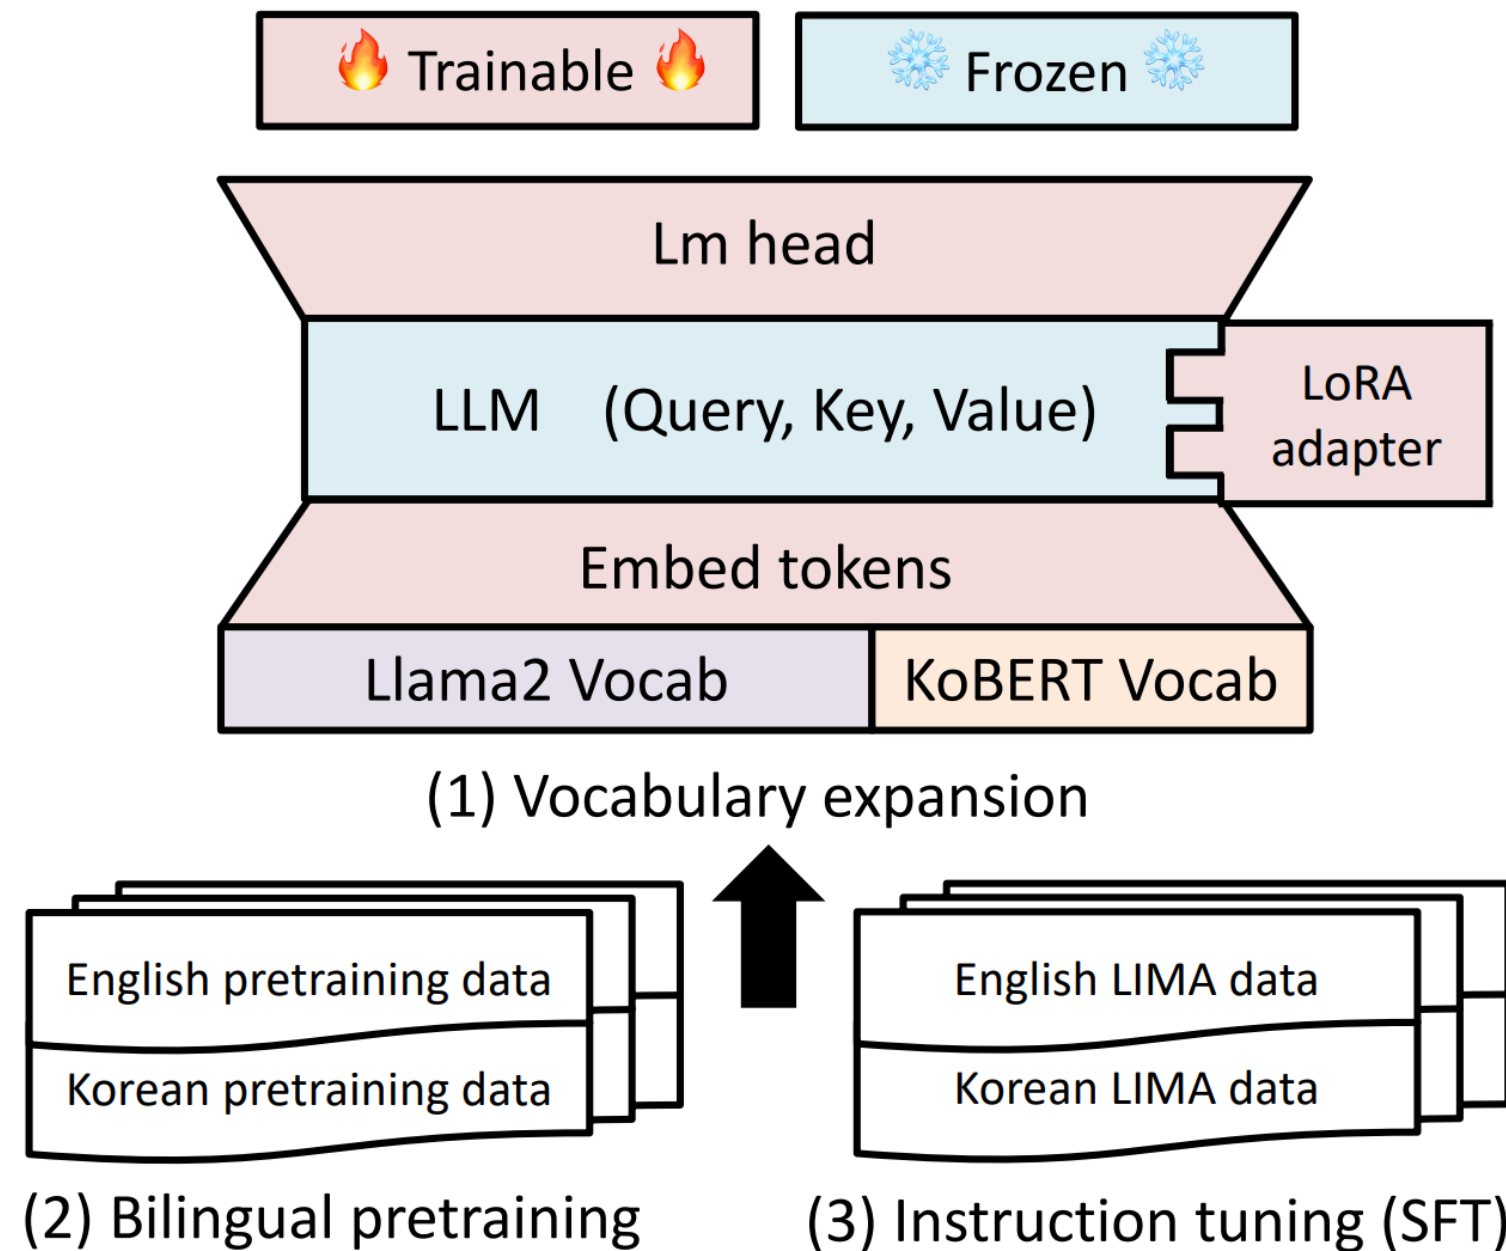 Trainable
Frozen
Lm head
LLM (Query, Key, Value)
LoRA
adapter
Embed tokens
Llama2 Vocab
KoBERT Vocab
(1) Vocabulary expansion
English pretraining data
Korean pretraining data
(2) Bilingual pretraining
English LIMA data
Korean LIMA data
(3) Instruction tuning (SFT)